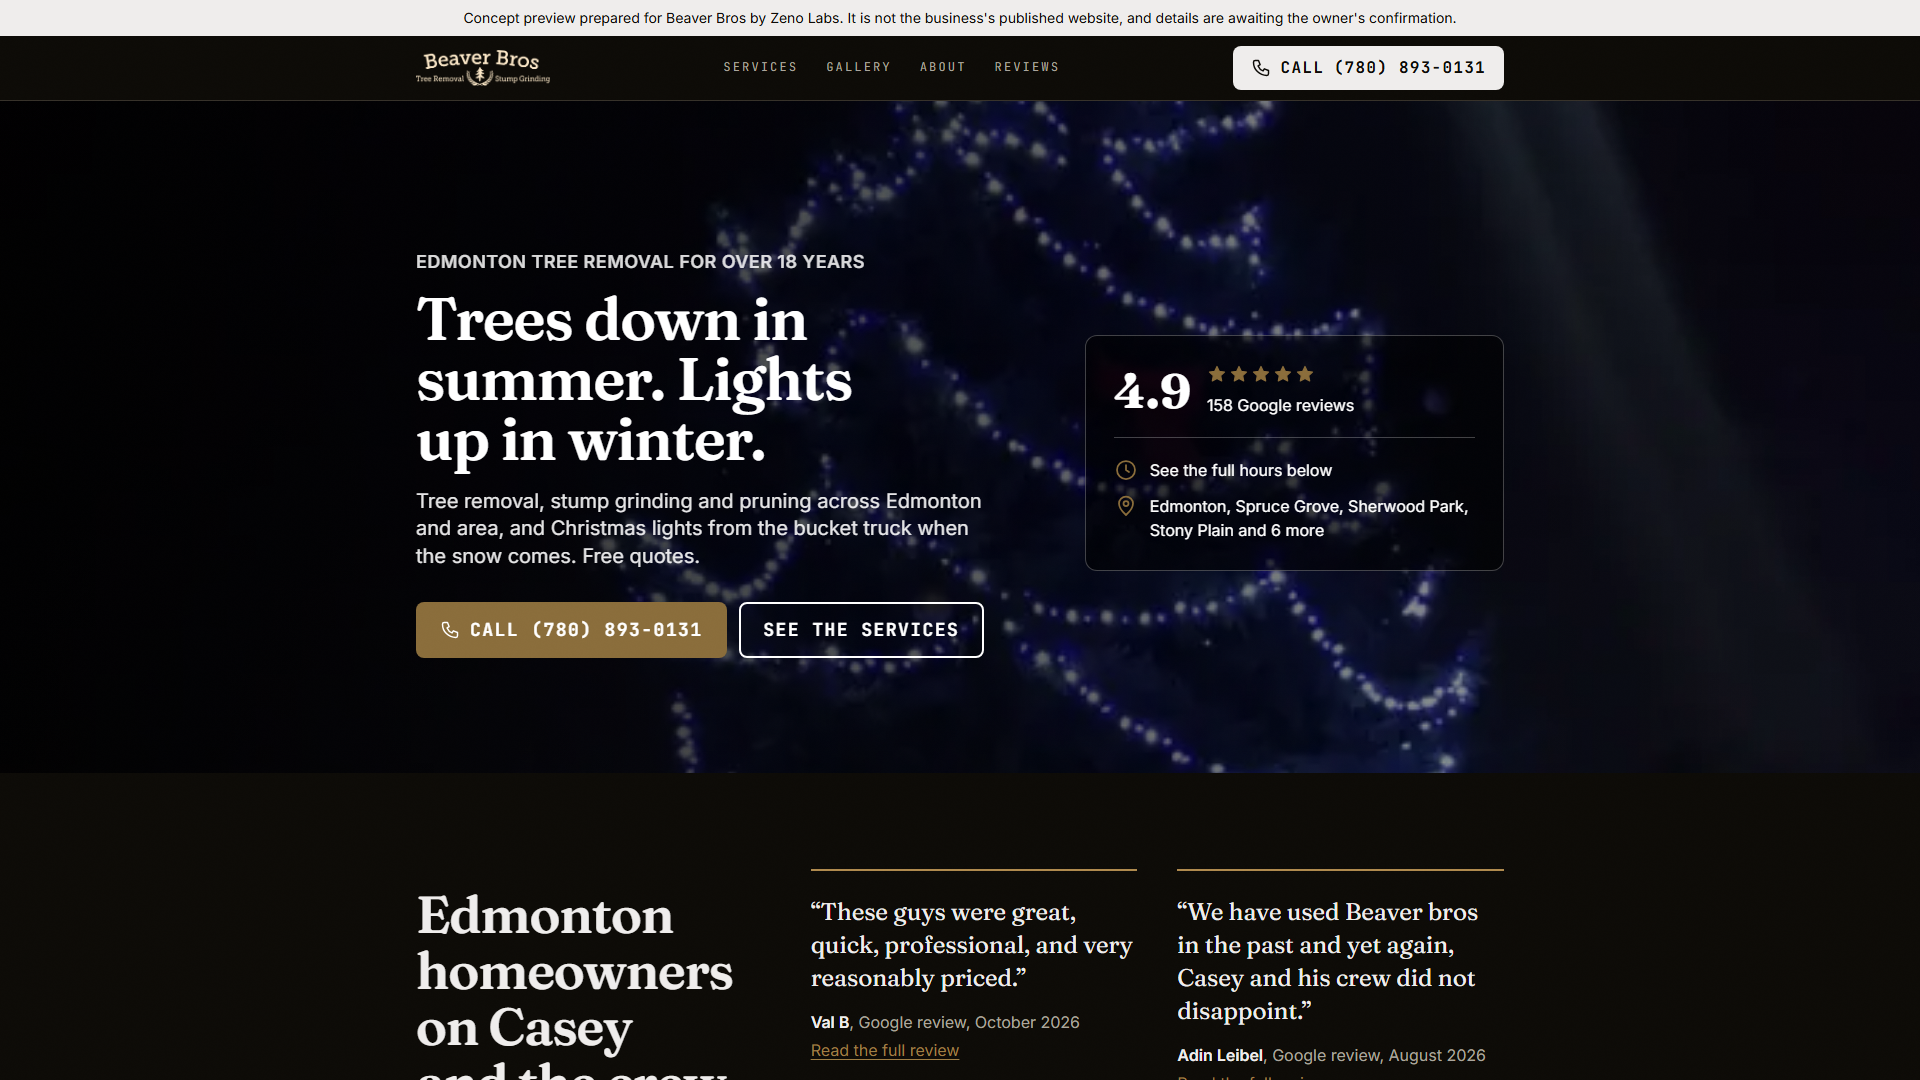 Concept preview prepared for Beaver Bros by Zeno Labs. It is not the business's published website, and details are awaiting the owner's confirmation.
Beaver Bros
Tree Removal Stump Grinding
SERVICES GALLERY ABOUT REVIEWS
CALL (780) 893-0131
EDMONTON TREE REMOVAL FOR OVER 18 YEARS
Trees down in
summer. Lights
up in winter.
Tree removal, stump grinding and pruning across Edmonton
and area, and Christmas lights from the bucket truck when
the snow comes. Free quotes.
CALL (780) 893-0131
SEE THE SERVICES
4.9
158 Google reviews
See the full hours below
Edmonton, Spruce Grove, Sherwood Park,
Stony Plain and 6 more
Edmonton
homeowners
on Casey
and the crew
“These guys were great,
quick, professional, and very
reasonably priced.”
Val B, Google review, October 2026
Read the full review
“We have used Beaver bros
in the past and yet again,
Casey and his crew did not
disappoint.”
Adin Leibel, Google review, August 2026